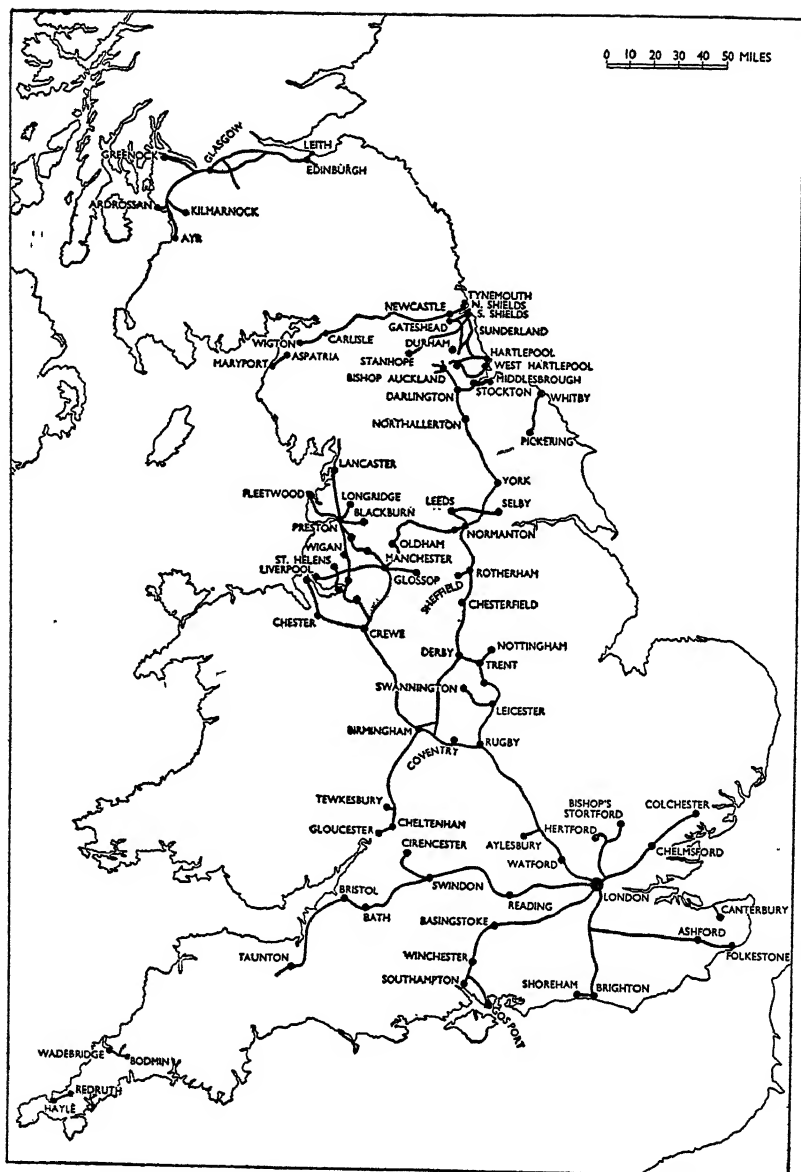 0 10 20 30 40 50 MILES
LEITH
GLASGOW
GREENOCK
EDINBURGH
ARDROSSAN
KILMARNOCK
AYR
TYNEMOUTH
NEWCASTLE
N. SHIELDS
S. SHIELDS
GATESHEAD
SUNDERLAND
CARLISLE
DURHAM
WIGTON
ASPATRIA
STANHOPE
HARTLEPOOL
MARYPORT
WEST HARTLEPOOL
BISHOP AUCKLAND
MIDDLESBROUGH
DARLINGTON
STOCKTON
WHITBY
NORTHALLERTON
PICKERING
LANCASTER
YORK
FLEETWOOD
LONGRIDGE
LEEDS
SELBY
BLACKBURN
PRESTON
NORMANTON
OLDHAM
WIGAN
MANCHESTER
ST. HELENS
LIVERPOOL
GLOSSOP
ROTHERHAM
SHEFFIELD
CHESTERFIELD
CHESTER
CREWE
NOTTINGHAM
DERBY
TRENT
SWANNINGTON
LEICESTER
BIRMINGHAM
COVENTRY
RUGBY
TEWKESBURY
BISHOP'S
STORTFORD
COLCHESTER
CHELTENHAM
HERTFORD
GLOUCESTER
AYLESBURY
CIRENCESTER
WATFORD
CHELMSFORD
BRISTOL
SWINDON
LONDON
READING
BATH
CANTERBURY
BASINGSTOKE
ASHFORD
FOLKESTONE
WINCHESTER
TAUNTON
SOUTHAMPTON
SHOREHAM
BRIGHTON
GOSPORT
WADEBRIDGE
BODMIN
REDRUTH
HAYLE